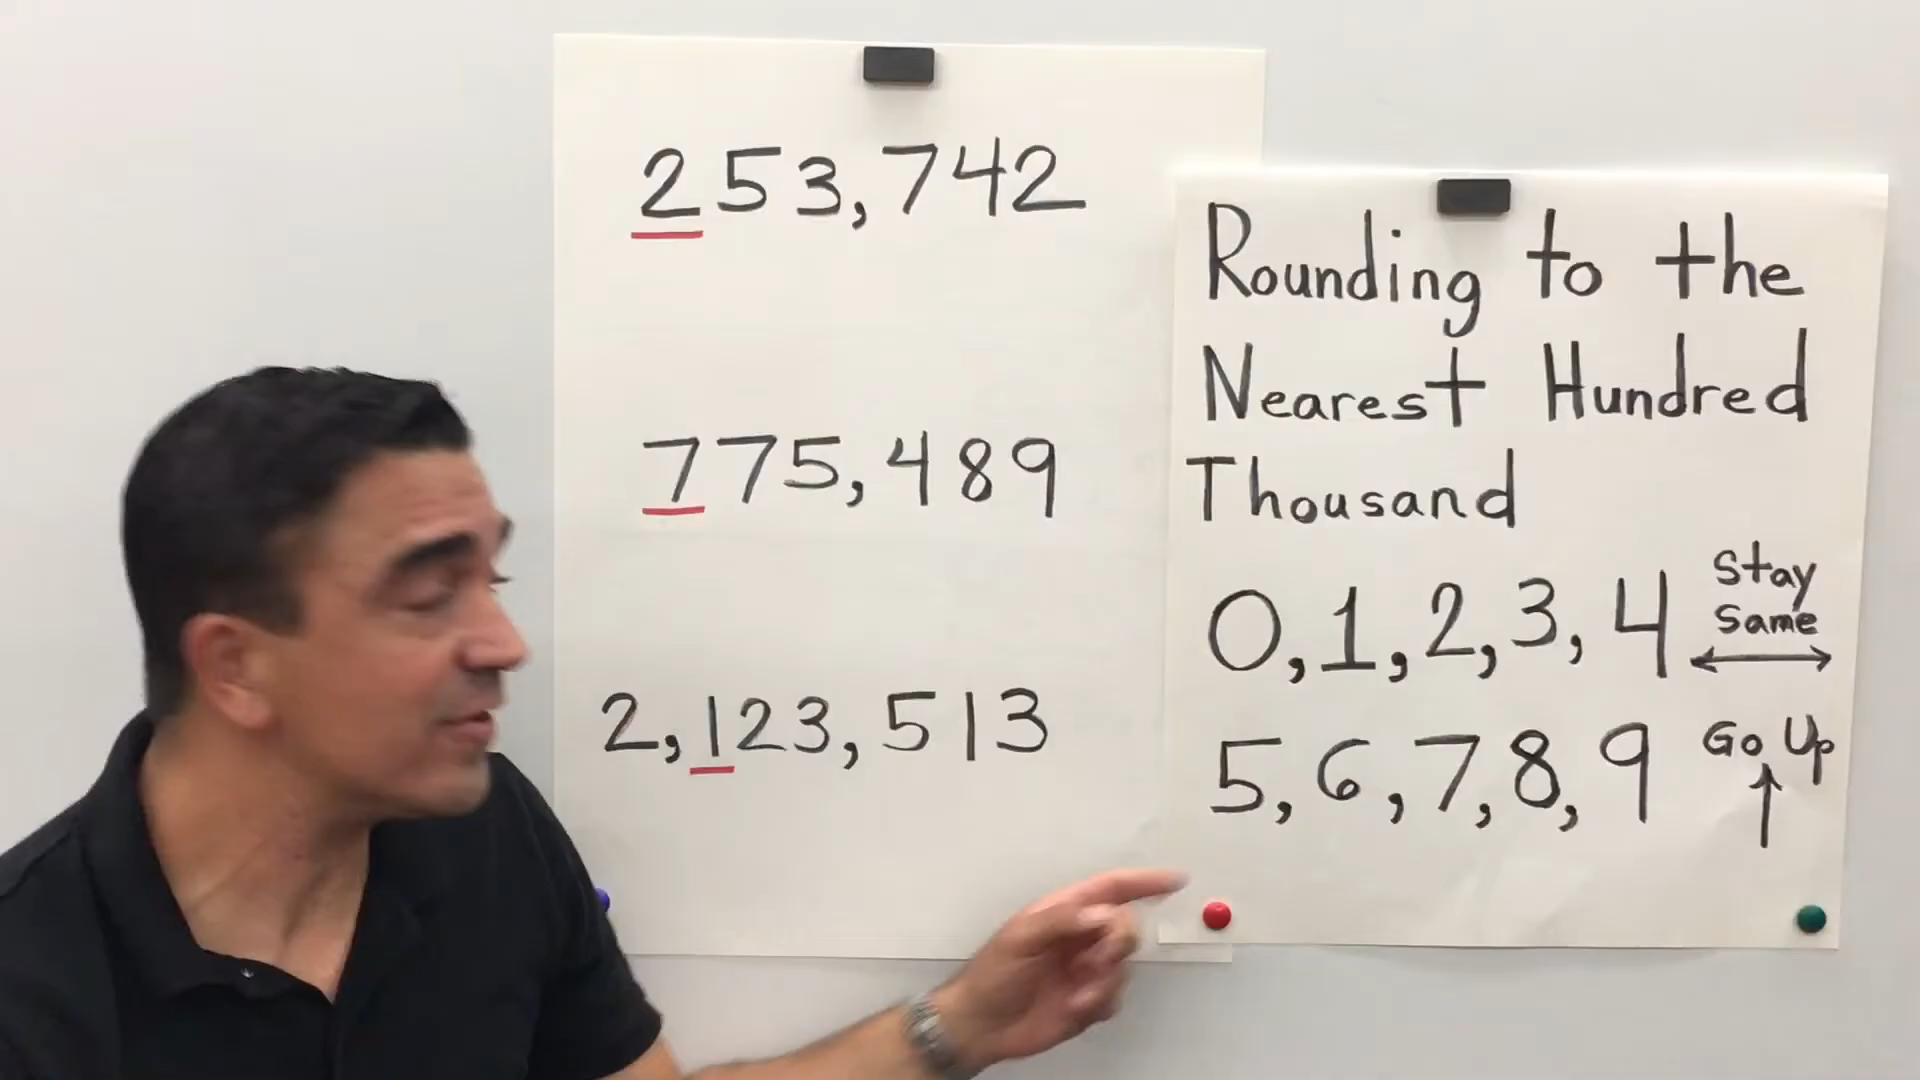 253,742
775,489
2,123,513
Rounding to the
Nearest Hundred
Thousand
0, 1, 2, 3, 4
Stay
Same
5, 6, 7, 8, 9
Go Up